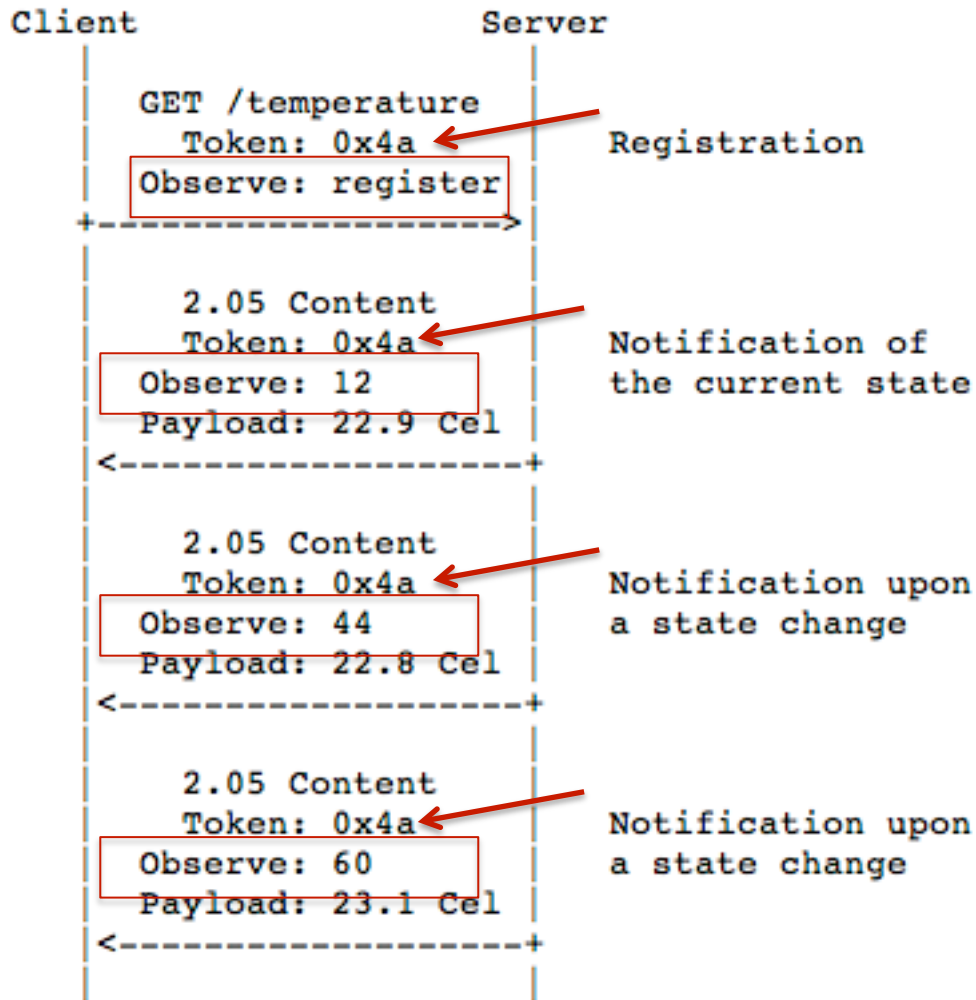 Client Server
GET /temperature
Token: 0x4a Registration
Observe: register
+--------------------> 
2.05 Content
Token: 0x4a Notification of
Observe: 12 the current state
Payload: 22.9 Cel
<--------------------+
2.05 Content
Token: 0x4a Notification upon
Observe: 44 a state change
Payload: 22.8 Cel
<--------------------+
2.05 Content
Token: 0x4a Notification upon
Observe: 60 a state change
Payload: 23.1 Cel
<--------------------+